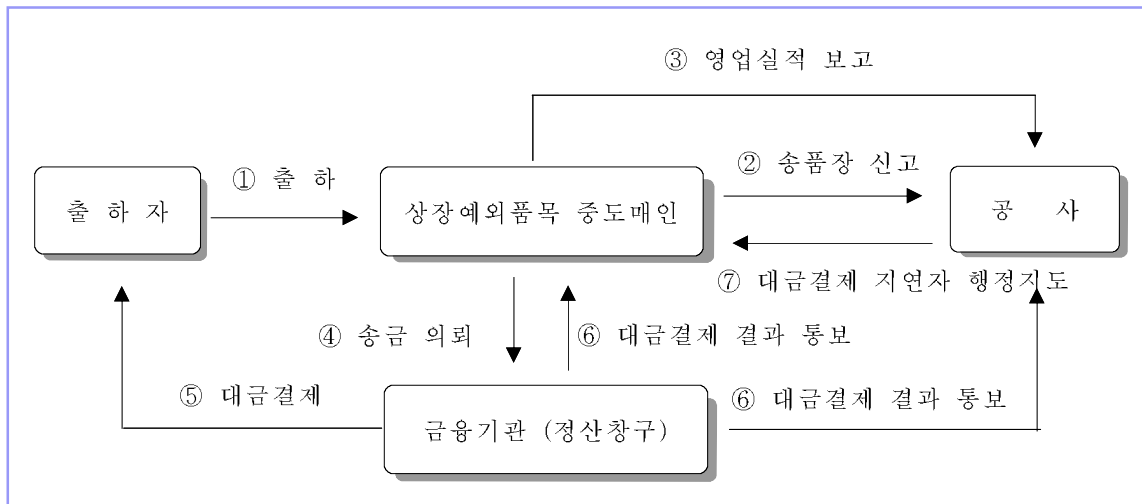 ③ 영업실적 보고
① 출 하
② 송품장 신고
출 하 자
상장예외품목 중도매인
공 사
⑦ 대금결제 지연자 행정지도
④ 송금 의뢰
⑥ 대금결제 결과 통보
⑤ 대금결제
⑥ 대금결제 결과 통보
금융기관 (정산창구)